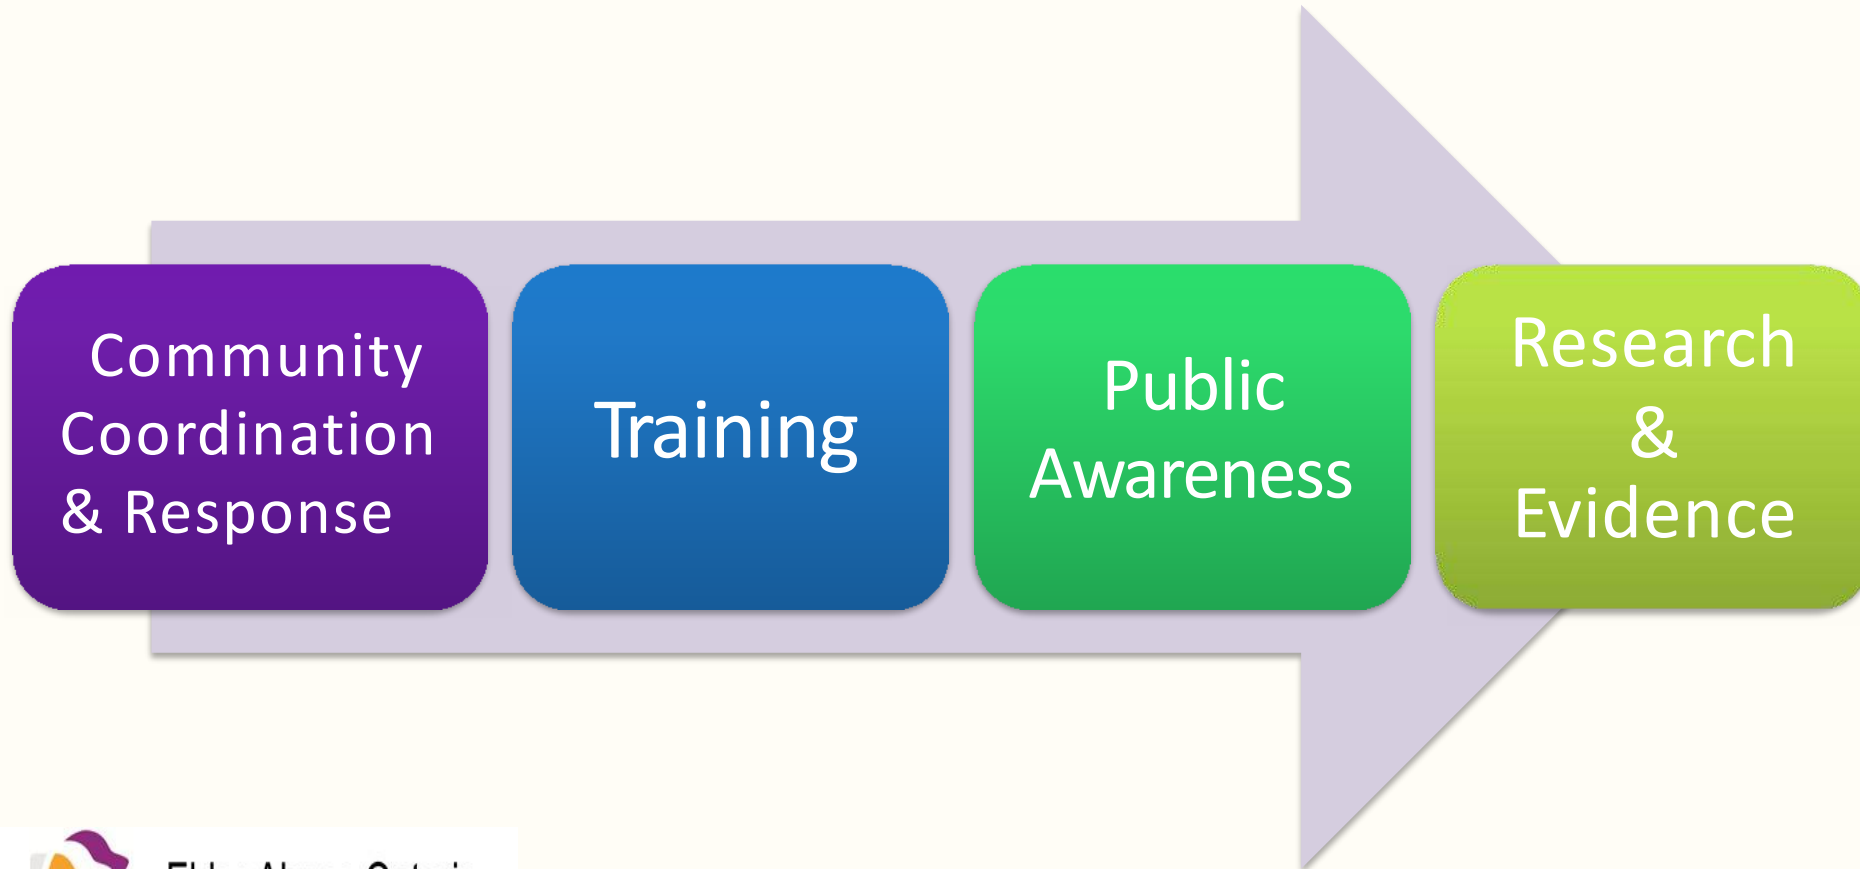 Community
Coordination
& Response
Training
Public
Awareness
Research
&
Evidence